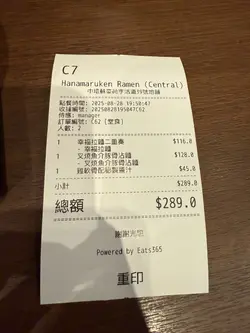 C7
Hanamaruken Ramen (Central)
點餐時間: 2025-08-28 19:50:47
收據編號: 20250828195047C62
侍應: manager
訂單編號: C62 [堂食]
人數: 2
1 幸福拉麵二重奏 $116.0
- 幸福拉麵
1 叉燒魚介豚骨沾麵 $128.0
- 叉燒魚介豚骨沾麵
1 雞軟骨配秘製醬汁 $45.0
小計 $289.0
總額 $289.0
謝謝光臨
Powered by Eats365
重印